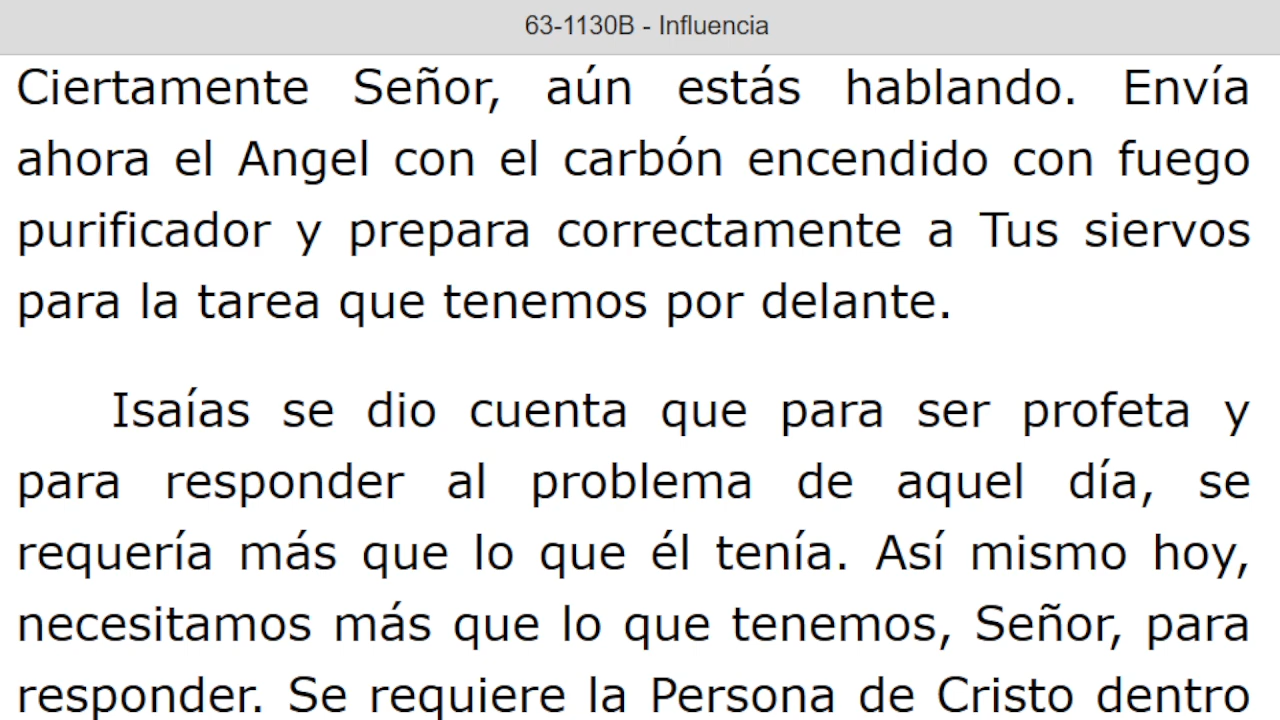 63-1130B - Influencia
Ciertamente Señor, aún estás hablando. Envía
ahora el Angel con el carbón encendido con fuego
purificador y prepara correctamente a Tus siervos
para la tarea que tenemos por delante.
Isaías se dio cuenta que para ser profeta y
para responder al problema de aquel día, se
requería más que lo que él tenía. Así mismo hoy,
necesitamos más que lo que tenemos, Señor, para
responder. Se requiere la Persona de Cristo dentro